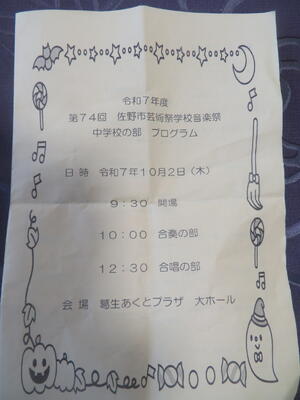 令和7年度
第74回 佐野市芸術祭学校音楽祭
中学校の部 プログラム
日 時 令和7年10月2日(木)
9:30 開場
10:00 合奏の部
12:30 合唱の部
会 場 葛生あくとプラザ 大ホール